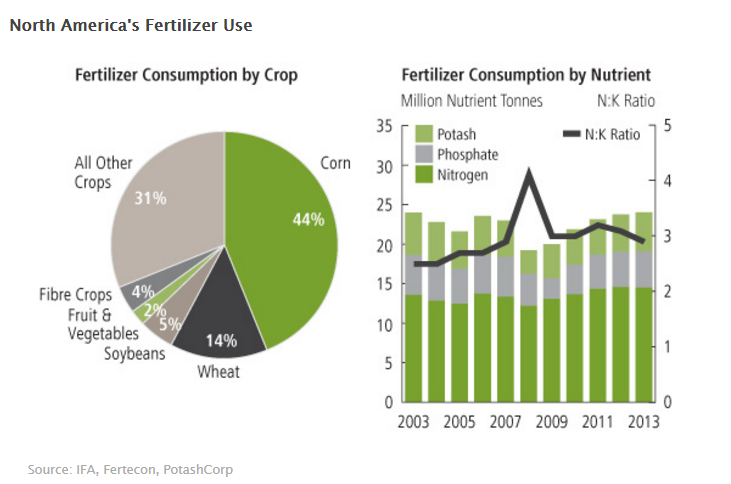 North America's Fertilizer Use
Fertilizer Consumption by Crop
All Other
Crops
31%
Corn
44%
Fibre Crops
4%
Fruit &
Vegetables
2%
Soybeans
5%
Wheat
14%
Fertilizer Consumption by Nutrient
Million Nutrient Tonnes
N:K Ratio
35
30
25
20
15
10
5
0
Potash
Phosphate
Nitrogen
N:K Ratio
5
4
3
2
1
0
2003 2005 2007 2009 2011 2013
Source: IFA, Fertecon, PotashCorp